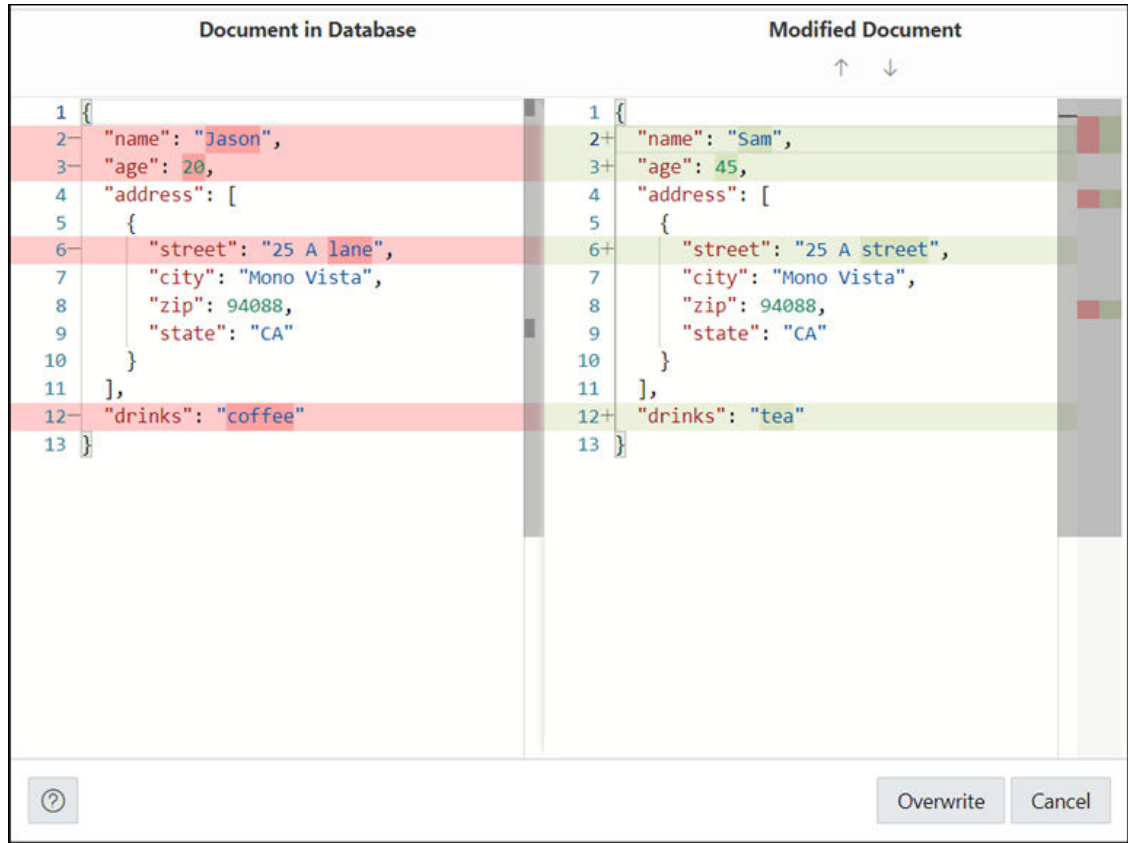 Document in Database
Modified Document
1 {
2− "name": "Jason",
3− "age": 20,
4 "address": [
5 {
6− "street": "25 A lane",
7 "city": "Mono Vista",
8 "zip": 94088,
9 "state": "CA"
10 }
11 ],
12− "drinks": "coffee"
13 }
1 {
2+ "name": "Sam",
3+ "age": 45,
4 "address": [
5 {
6+ "street": "25 A street",
7 "city": "Mono Vista",
8 "zip": 94088,
9 "state": "CA"
10 }
11 ],
12+ "drinks": "tea"
13 }
?
Overwrite
Cancel